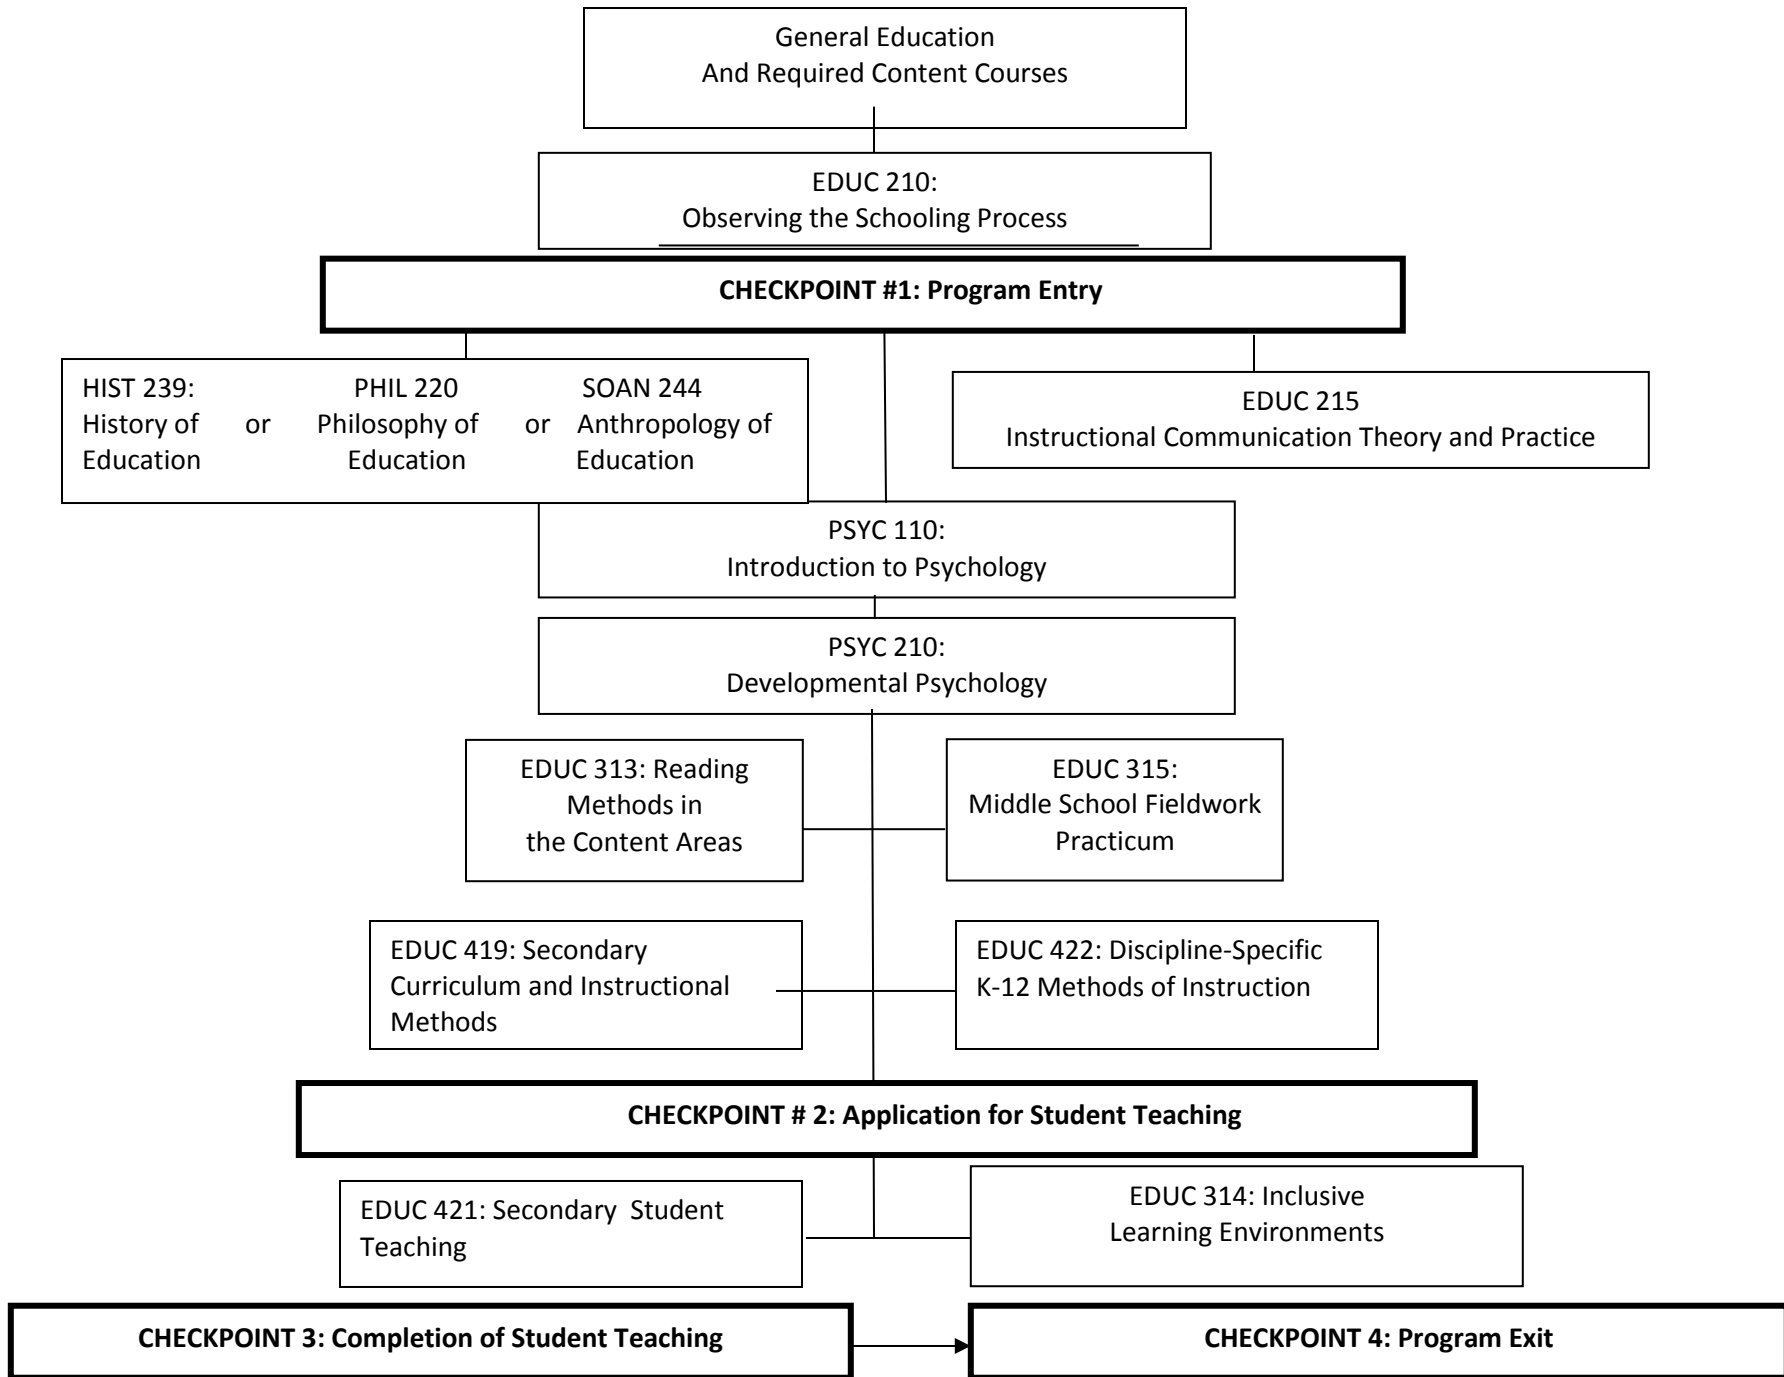 General Education
And Required Content Courses
EDUC 210:
Observing the Schooling Process
CHECKPOINT #1: Program Entry
HIST 239: PHIL 220 SOAN 244
History of or Philosophy of or Anthropology of
Education Education Education
EDUC 215
Instructional Communication Theory and Practice
PSYC 110:
Introduction to Psychology
PSYC 210:
Developmental Psychology
EDUC 313: Reading
Methods in
the Content Areas
EDUC 315:
Middle School Fieldwork
Practicum
EDUC 419: Secondary
Curriculum and Instructional
Methods
EDUC 422: Discipline-Specific
K-12 Methods of Instruction
CHECKPOINT # 2: Application for Student Teaching
EDUC 421: Secondary  Student
Teaching
EDUC 314: Inclusive
Learning Environments
CHECKPOINT 3: Completion of Student Teaching
CHECKPOINT 4: Program Exit